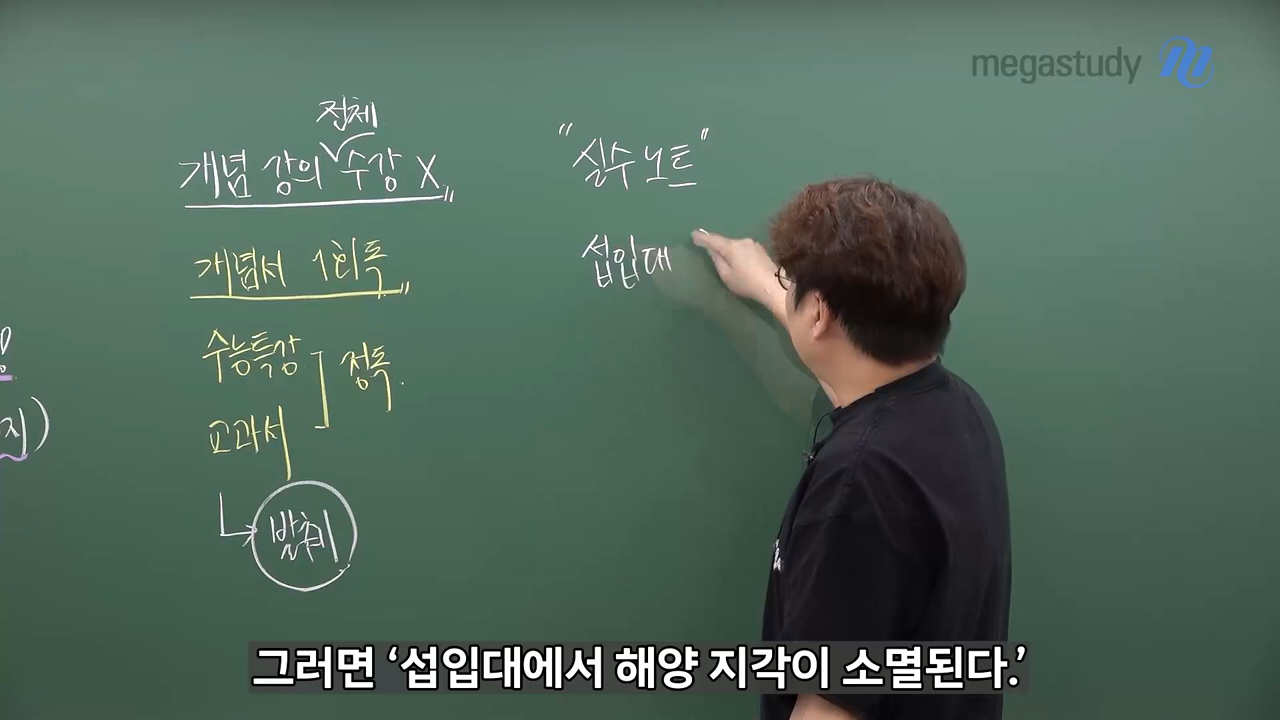 megastudy
전체
개념 강의 ✓ 수강 X "
개념서 1회독 "
수능특강
정독.
교과서
발췌
"실수 노트"
섭입대
지)
그러면 ‘섭입대에서 해양 지각이 소멸된다.’